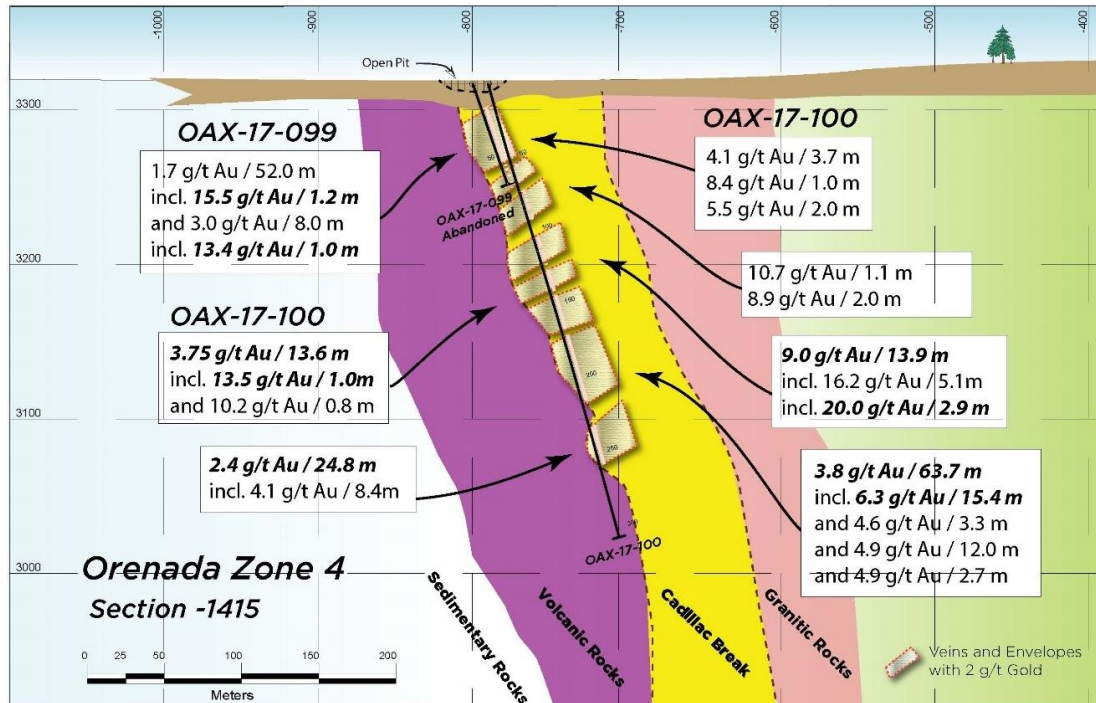 -1000
-900
-800
-700
-600
-500
-400
Open Pit
3300
3200
3100
3000
OAX-17-099
1.7 g/t Au / 52.0 m
incl. 15.5 g/t Au / 1.2 m
and 3.0 g/t Au / 8.0 m
incl. 13.4 g/t Au / 1.0 m
OAX-17-100
3.75 g/t Au / 13.6 m
incl. 13.5 g/t Au / 1.0m
and 10.2 g/t Au / 0.8 m
2.4 g/t Au / 24.8 m
incl. 4.1 g/t Au / 8.4m
OAX-17-099
Abandoned
50
50
100
150
200
250
OAX-17-100
OAX-17-100
4.1 g/t Au / 3.7 m
8.4 g/t Au / 1.0 m
5.5 g/t Au / 2.0 m
10.7 g/t Au / 1.1 m
8.9 g/t Au / 2.0 m
9.0 g/t Au / 13.9 m
incl. 16.2 g/t Au / 5.1m
incl. 20.0 g/t Au / 2.9 m
3.8 g/t Au / 63.7 m
incl. 6.3 g/t Au / 15.4 m
and 4.6 g/t Au / 3.3 m
and 4.9 g/t Au / 12.0 m
and 4.9 g/t Au / 2.7 m
Orenada Zone 4
Section -1415
0 25 50 100 150 200
Meters
Sedimentary Rocks
Volcanic Rocks
Cadillac Break
Granitic Rocks
Veins and Envelopes
with 2 g/t Gold